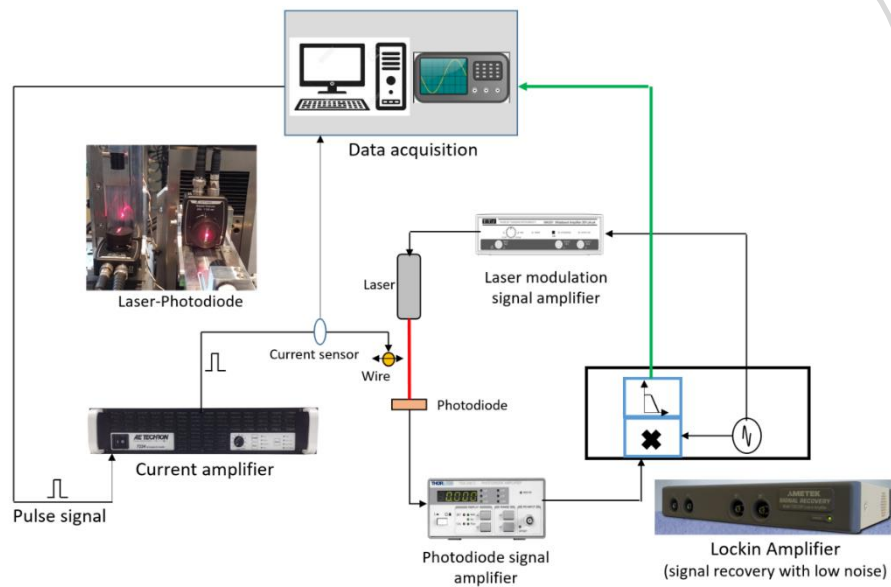 Data acquisition
Laser-Photodiode
Laser
Laser modulation
signal amplifier
Current sensor
Wire
Photodiode
AE TECHRON
Current amplifier
Pulse signal
THORLABS
Photodiode signal
amplifier
AMETEK
SIGNAL RECOVERY
Lockin Amplifier
(signal recovery with low noise)